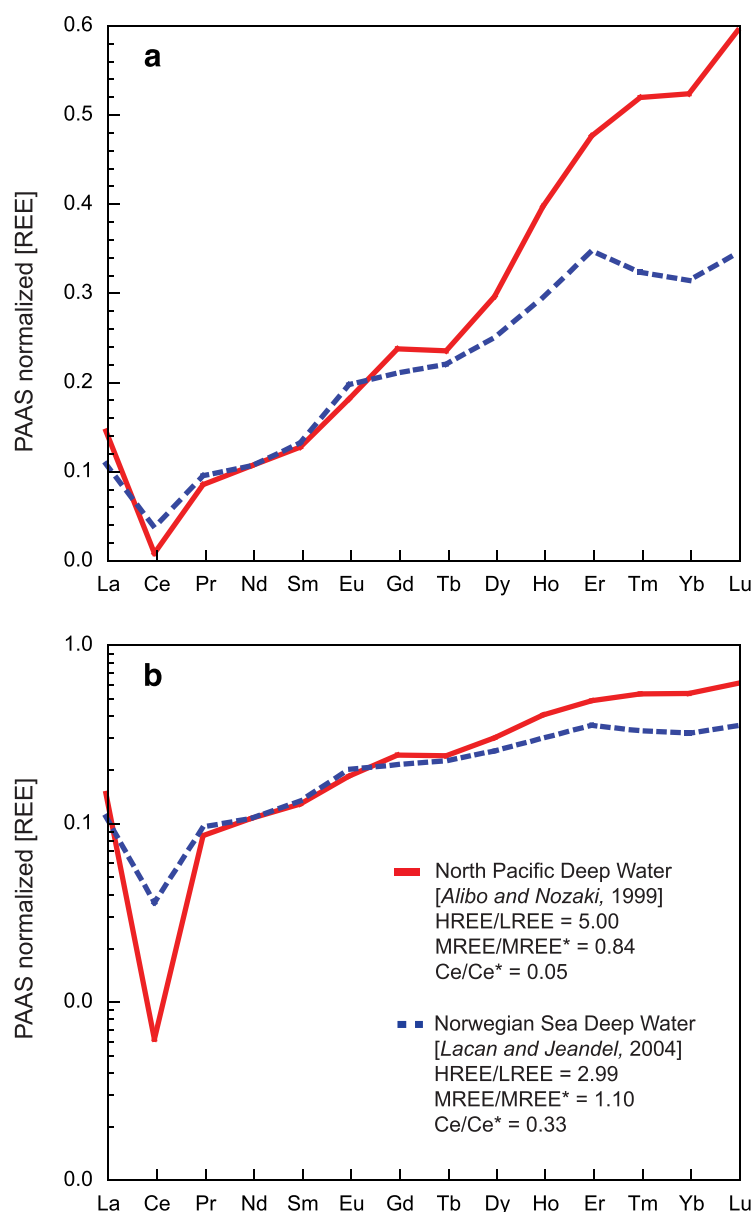 a
0.6
0.5
0.4
0.3
0.2
0.1
0.0
PAAS normalized [REE]
La Ce Pr Nd Sm Eu Gd Tb Dy Ho Er Tm Yb Lu
b
1.0
0.1
0.0
0.0
PAAS normalized [REE]
North Pacific Deep Water
[Alibo and Nozaki, 1999]
HREE/LREE = 5.00
MREE/MREE* = 0.84
Ce/Ce* = 0.05
Norwegian Sea Deep Water
[Lacan and Jeandel, 2004]
HREE/LREE = 2.99
MREE/MREE* = 1.10
Ce/Ce* = 0.33
La Ce Pr Nd Sm Eu Gd Tb Dy Ho Er Tm Yb Lu